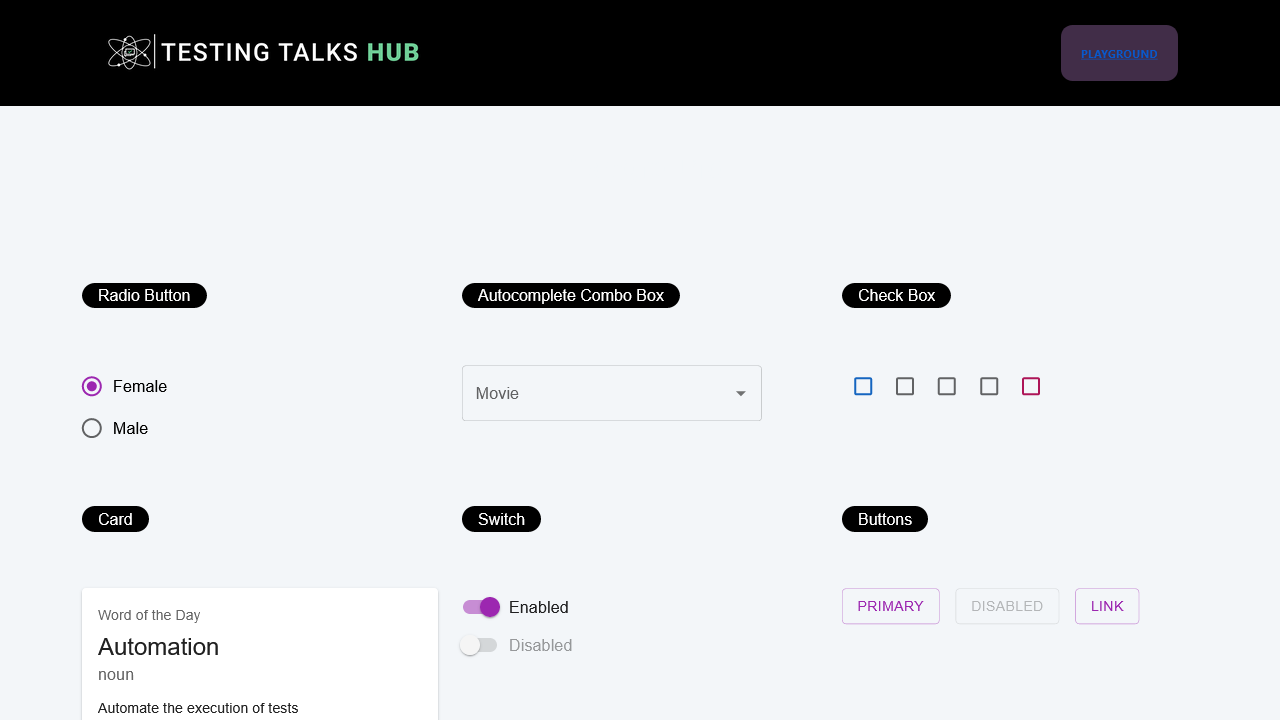 TESTING TALKS HUB
PLAYGROUND
Radio Button
Autocomplete Combo Box
Check Box
Female
Male
Movie
Card
Switch
Buttons
Word of the Day
Automation
noun
Automate the execution of tests
Enabled
Disabled
PRIMARY
DISABLED
LINK